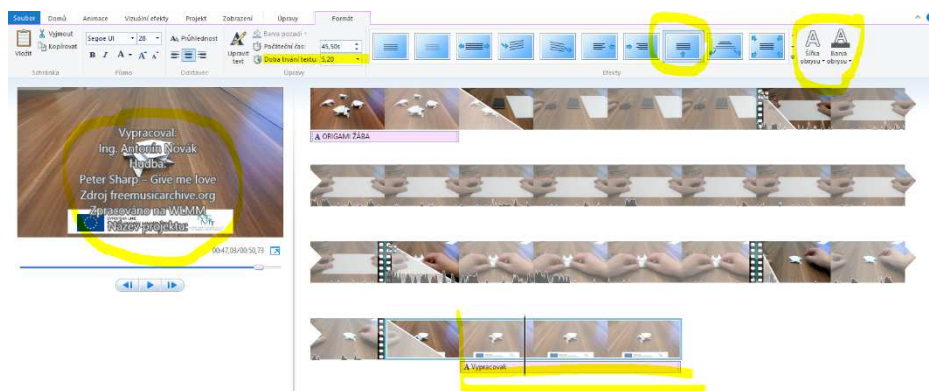 Soubor Domů Animace Vizuální efekty Projekt Zobrazení Úpravy Formát
Vložit
Vyjmout
Kopírovat
Schránka
Segoe UI 28
B I A A A
Písmo
Průhlednost
Odstavec
Upravit text
Barva pozadí
Počáteční čas: 45,50s
Doba trvání textu: 5,20
Úpravy
Efekty
Šířka obrysu
Barva obrysu
Vypracoval:
Ing. Antonín Novák
Hudba:
Peter Sharp – Give me love
Zdroj freemusicarchive.org
Zpracováno na WLMM
Název projektu:
00:47,03/00:50,73
A ORIGAMI ŽÁBA
A Vypracoval: